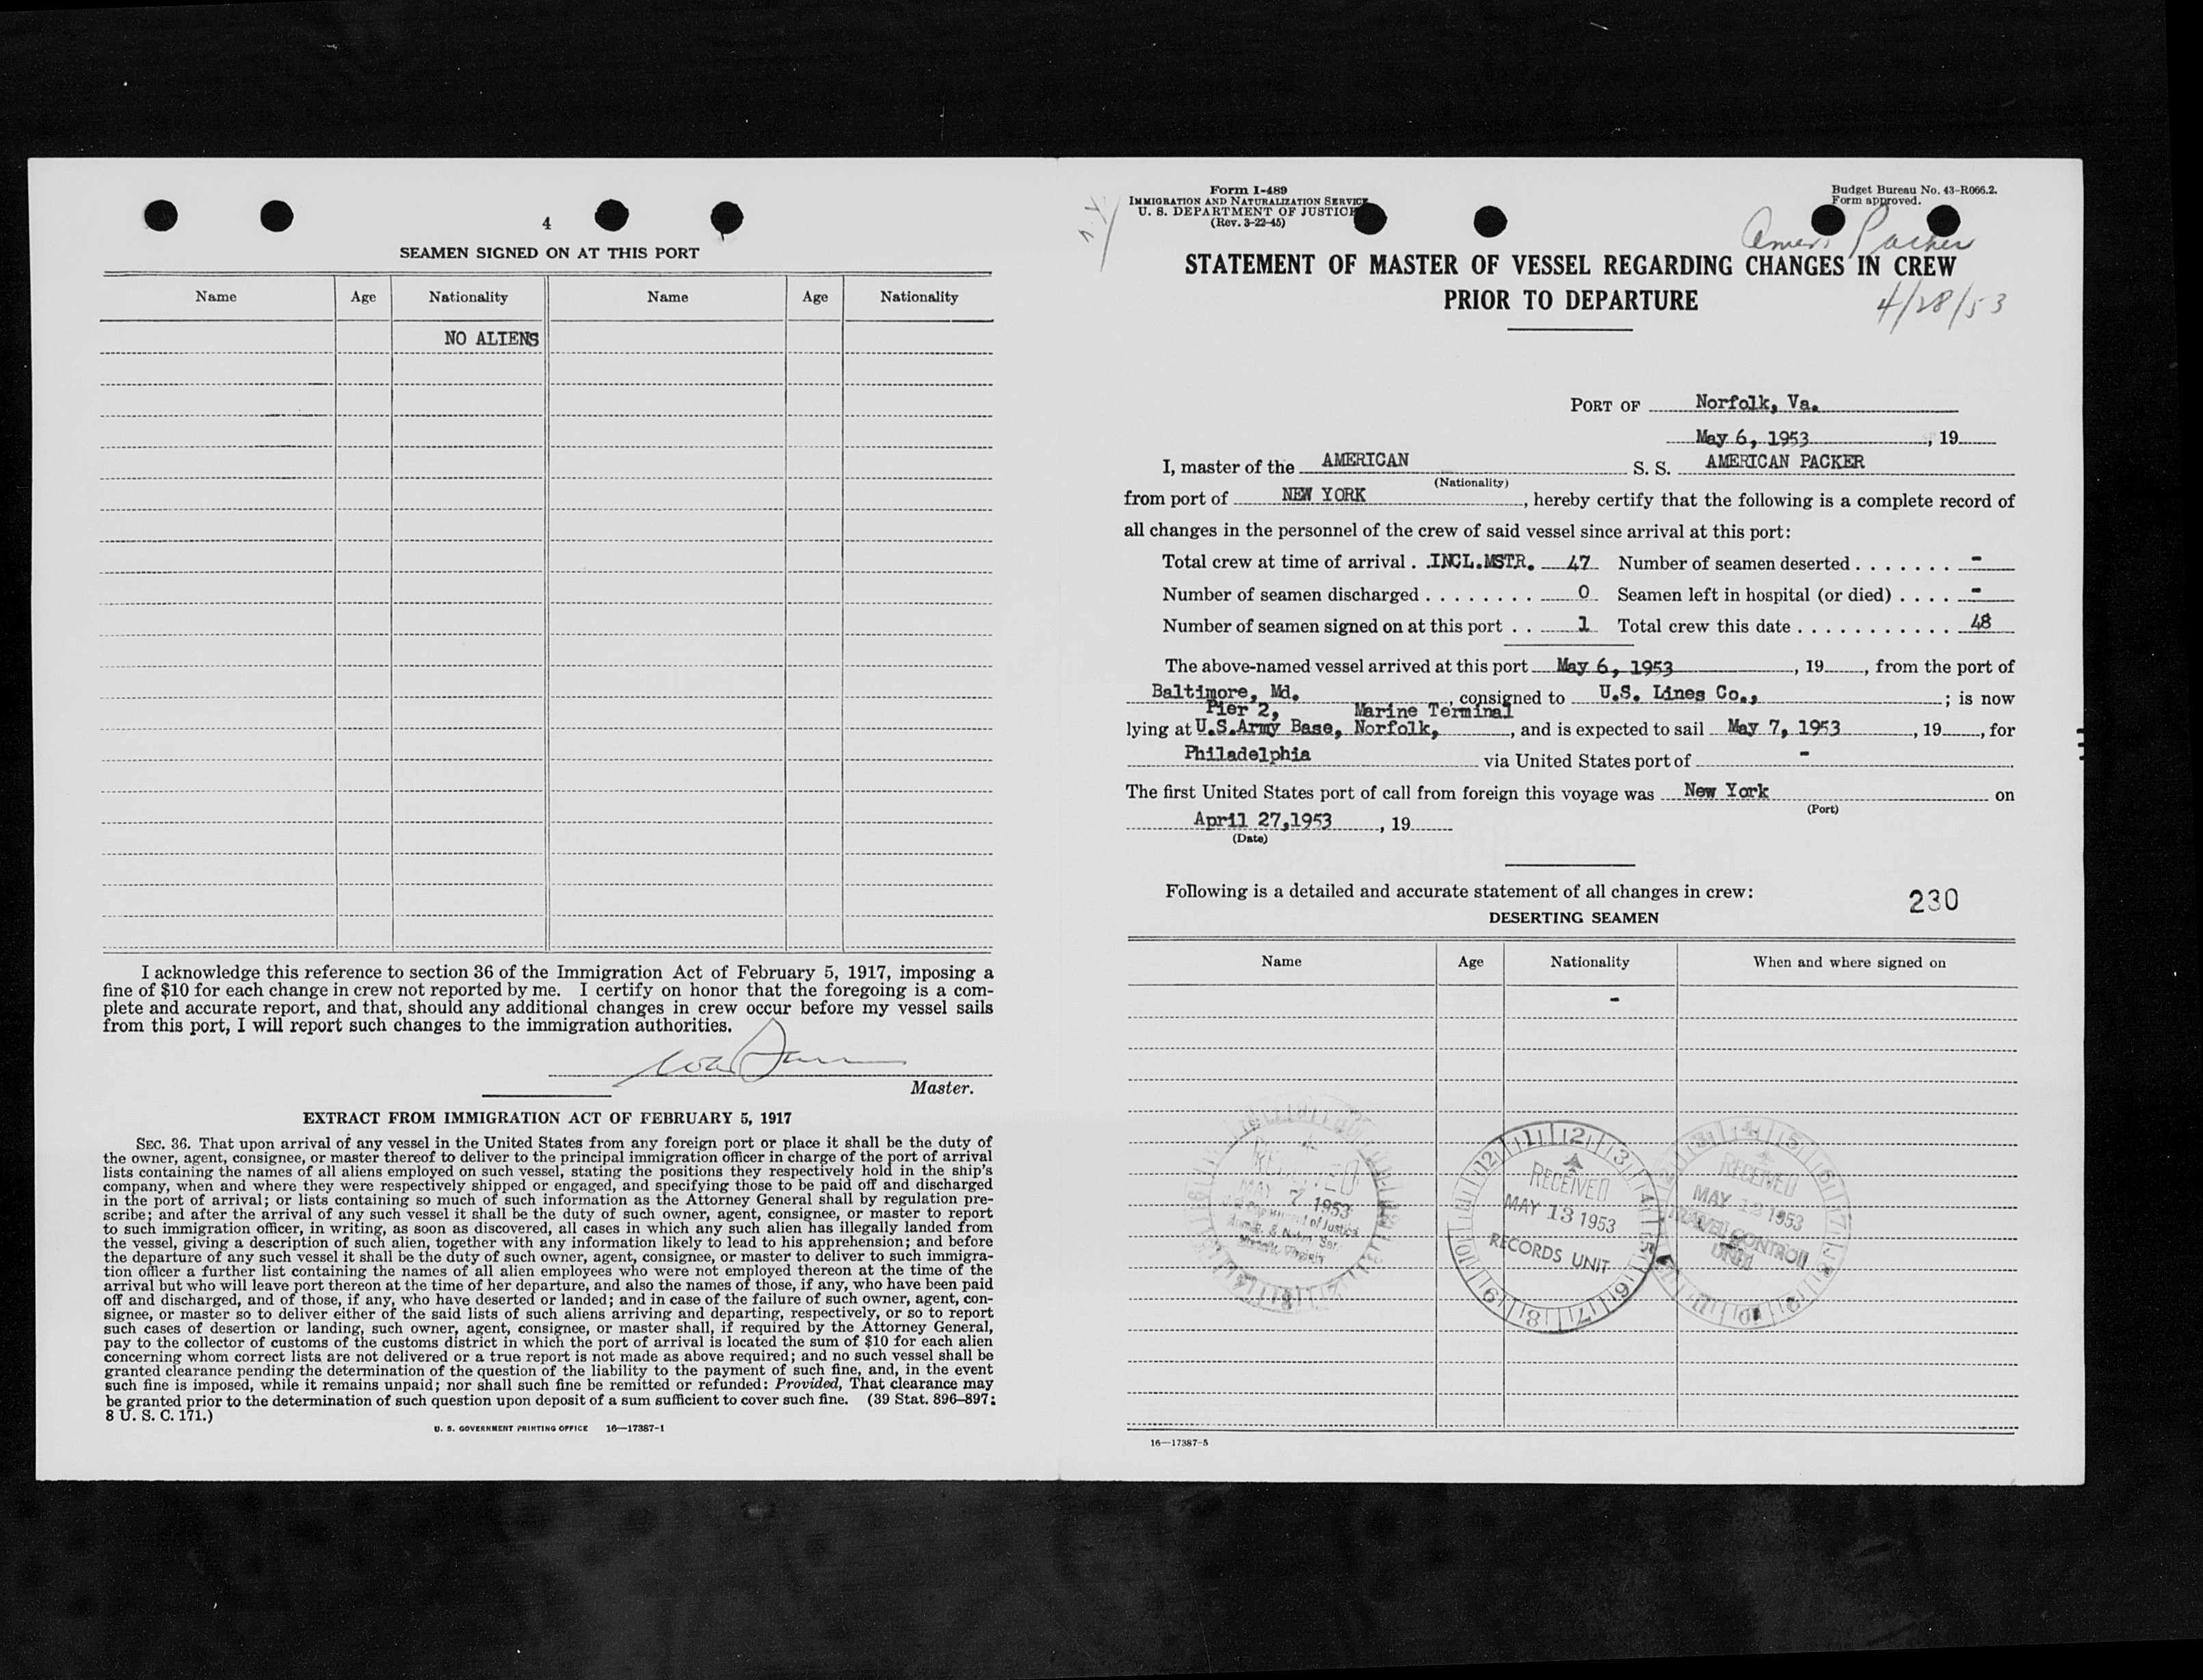 4
SEAMEN SIGNED ON AT THIS PORT
Name Age Nationality Name Age Nationality
NO ALIENS
I acknowledge this reference to section 36 of the Immigration Act of February 5, 1917, imposing a
fine of $10 for each change in crew not reported by me. I certify on honor that the foregoing is a com-
plete and accurate report, and that, should any additional changes in crew occur before my vessel sails
from this port, I will report such changes to the immigration authorities.
Master.
EXTRACT FROM IMMIGRATION ACT OF FEBRUARY 5, 1917
SEC. 36. That upon arrival of any vessel in the United States from any foreign port or place it shall be the duty of
the owner, agent, consignee, or master thereof to deliver to the principal immigration officer in charge of the port of arrival
lists containing the names of all aliens employed on such vessel, stating the positions they respectively hold in the ship's
company, when and where they were respectively shipped or engaged, and specifying those to be paid off and discharged
in the port of arrival; or lists containing so much of such information as the Attorney General shall by regulation pre-
scribe; and after the arrival of any such vessel it shall be the duty of such owner, agent, consignee, or master to report
to such immigration officer, in writing, as soon as discovered, all cases in which any such alien has illegally landed from
the vessel, giving a description of such alien, together with any information likely to lead to his apprehension; and before
the departure of any such vessel it shall be the duty of such owner, agent, consignee, or master to deliver to such immigra-
tion officer a further list containing the names of all alien employees who were not employed thereon at the time of the
arrival but who will leave port thereon at the time of her departure, and also the names of those, if any, who have been paid
off and discharged, and of those, if any, who have deserted or landed; and in case of the failure of such owner, agent, con-
signee, or master so to deliver either of the said lists of such aliens arriving and departing, respectively, or so to report
such cases of desertion or landing, such owner, agent, consignee, or master shall, if required by the Attorney General,
pay to the collector of customs of the customs district in which the port of arrival is located the sum of $10 for each alien
concerning whom correct lists are not delivered or a true report is not made as above required; and no such vessel shall be
granted clearance pending the determination of the question of the liability to the payment of such fine, and, in the event
such fine is imposed, while it remains unpaid; nor shall such fine be remitted or refunded: Provided, That clearance may
be granted prior to the determination of such question upon deposit of a sum sufficient to cover such fine. (39 Stat. 896–897;
8 U. S. C. 171.)
U. S. GOVERNMENT PRINTING OFFICE 16—17387-1
Form I-489
IMMIGRATION AND NATURALIZATION SERVICE
U. S. DEPARTMENT OF JUSTICE
(Rev. 3-22-45)
N Y
Budget Bureau No. 43-R066.2.
Form approved.
Amer. Packer
STATEMENT OF MASTER OF VESSEL REGARDING CHANGES IN CREW
PRIOR TO DEPARTURE
4/28/53
PORT OF Norfolk, Va.
May 6, 1953, 19
I, master of the AMERICAN S. S. AMERICAN PACKER
(Nationality)
from port of NEW YORK, hereby certify that the following is a complete record of
all changes in the personnel of the crew of said vessel since arrival at this port:
Total crew at time of arrival . INCL.MSTR. 47 Number of seamen deserted . . . . . . . -
Number of seamen discharged . . . . . . . . 0 Seamen left in hospital (or died) . . . . -
Number of seamen signed on at this port . . 1 Total crew this date . . . . . . . . . . . 48
The above-named vessel arrived at this port May 6, 1953, 19, from the port of
Baltimore, Md., consigned to U.S. Lines Co.,; is now
Pier 2, Marine Terminal
lying at U.S.Army Base, Norfolk,, and is expected to sail May 7, 1953, 19, for
Philadelphia via United States port of -
The first United States port of call from foreign this voyage was New York on
(Port)
April 27,1953, 19
(Date)
Following is a detailed and accurate statement of all changes in crew:
230
DESERTING SEAMEN
Name Age Nationality When and where signed on
-
RECEIVED
MAY 7 1953
of Justice
Norfolk, Virginia
RECEIVED
MAY 13 1953
RECORDS UNIT
RECEIVED
MAY 13 1953
TRAVEL CONTROL
UNIT
16—17387-5